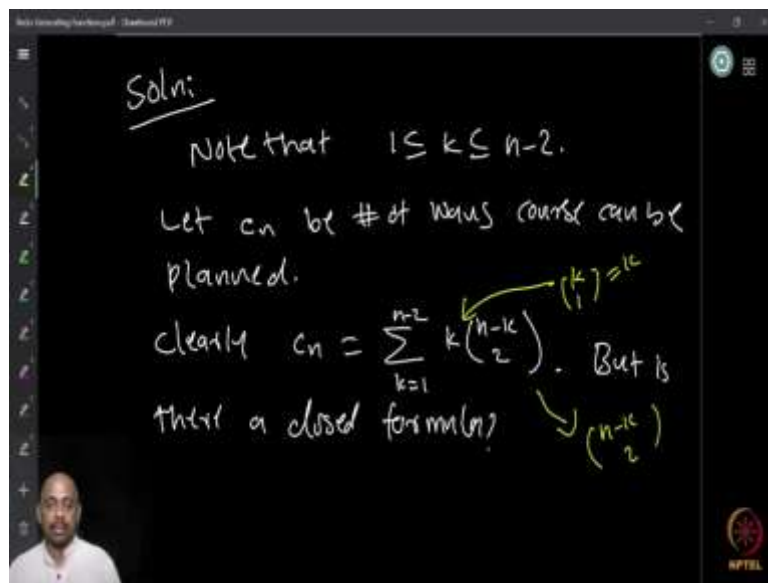 Soln:
Note that 1 ≤ k ≤ n-2.
Let cn be # of ways course can be
planned.
(k 1) = k
Clearly cn = ∑_{k=1}^{n-2} k (n-k 2). But is
there a closed formula?
(n-k 2)
NPTEL